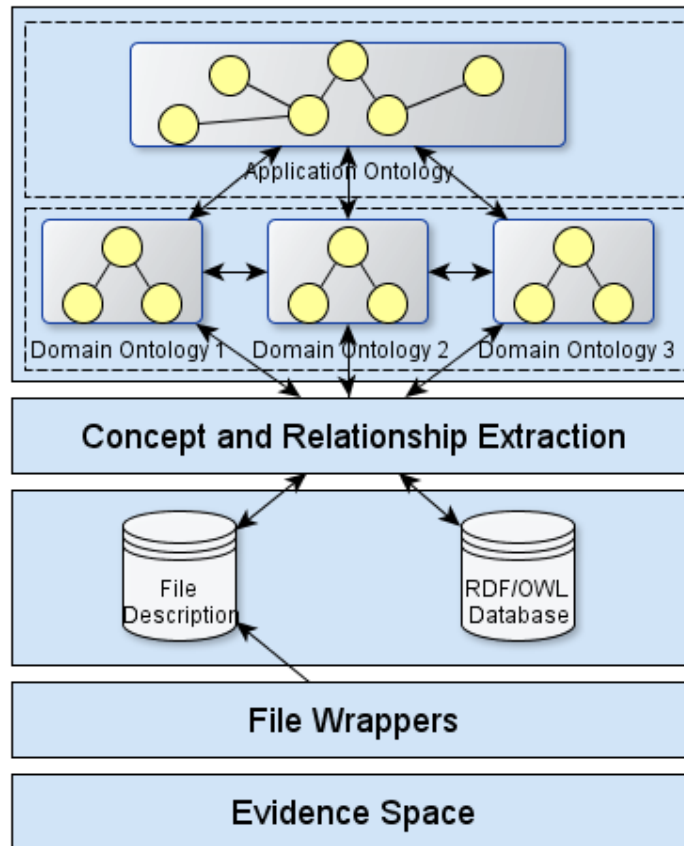 Application Ontology
Domain Ontology 1
Domain Ontology 2
Domain Ontology 3
Concept and Relationship Extraction
File
Description
RDF/OWL
Database
File Wrappers
Evidence Space